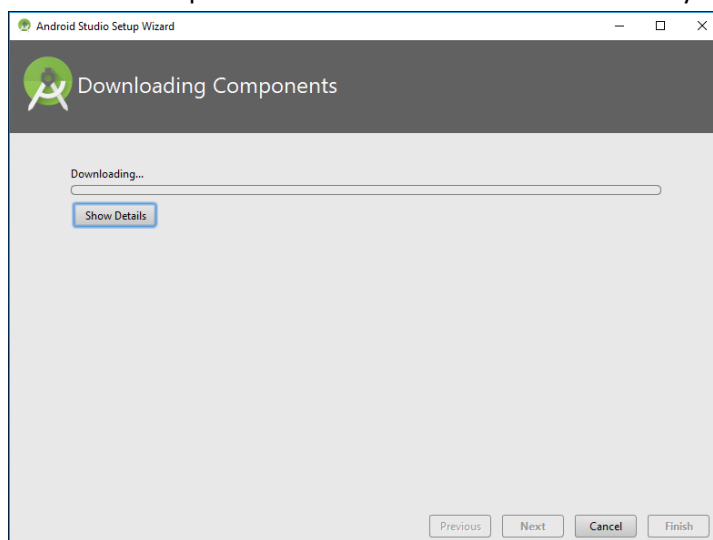 Android Studio Setup Wizard
Downloading Components
Downloading...
Show Details
Previous Next Cancel Finish